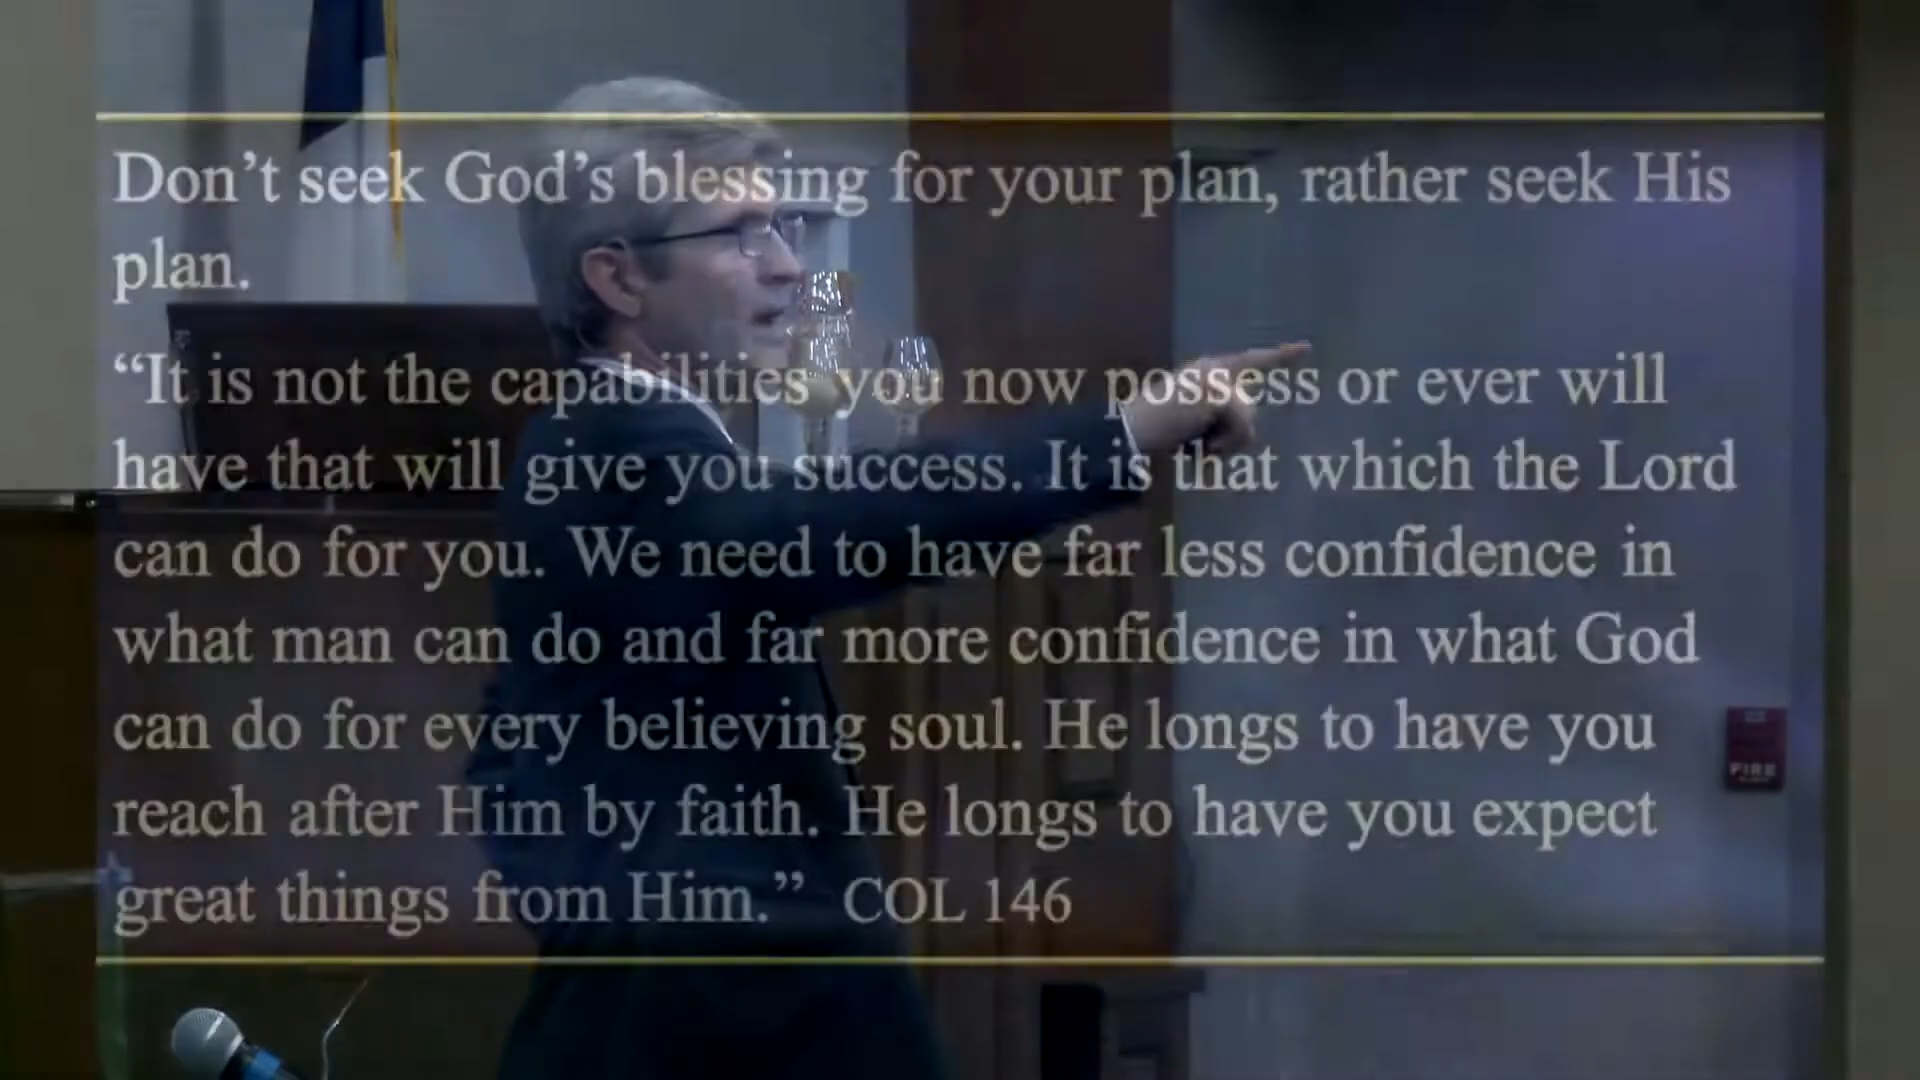 Don’t seek God’s blessing for your plan, rather seek His
plan.
“It is not the capabilities you now possess or ever will
have that will give you success. It is that which the Lord
can do for you. We need to have far less confidence in
what man can do and far more confidence in what God
can do for every believing soul. He longs to have you
reach after Him by faith. He longs to have you expect
great things from Him.” COL 146
FIRE